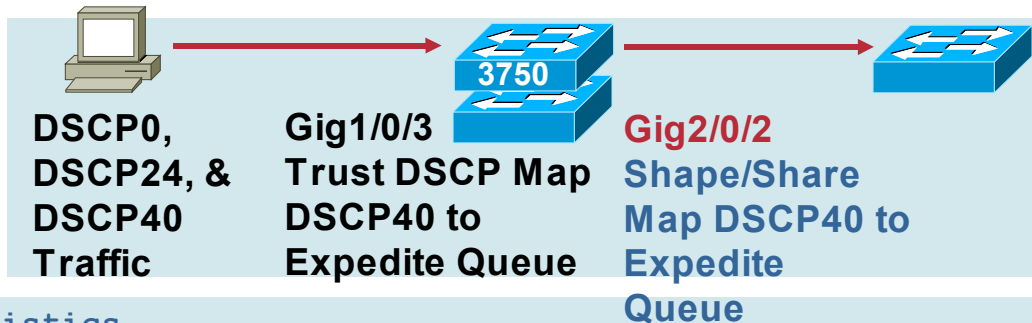 3750
DSCP0,
DSCP24, &
DSCP40
Traffic
Gig1/0/3
Trust DSCP Map
DSCP40 to
Expedite Queue
Gig2/0/2
Shape/Share
Map DSCP40 to
Expedite
Queue
istics